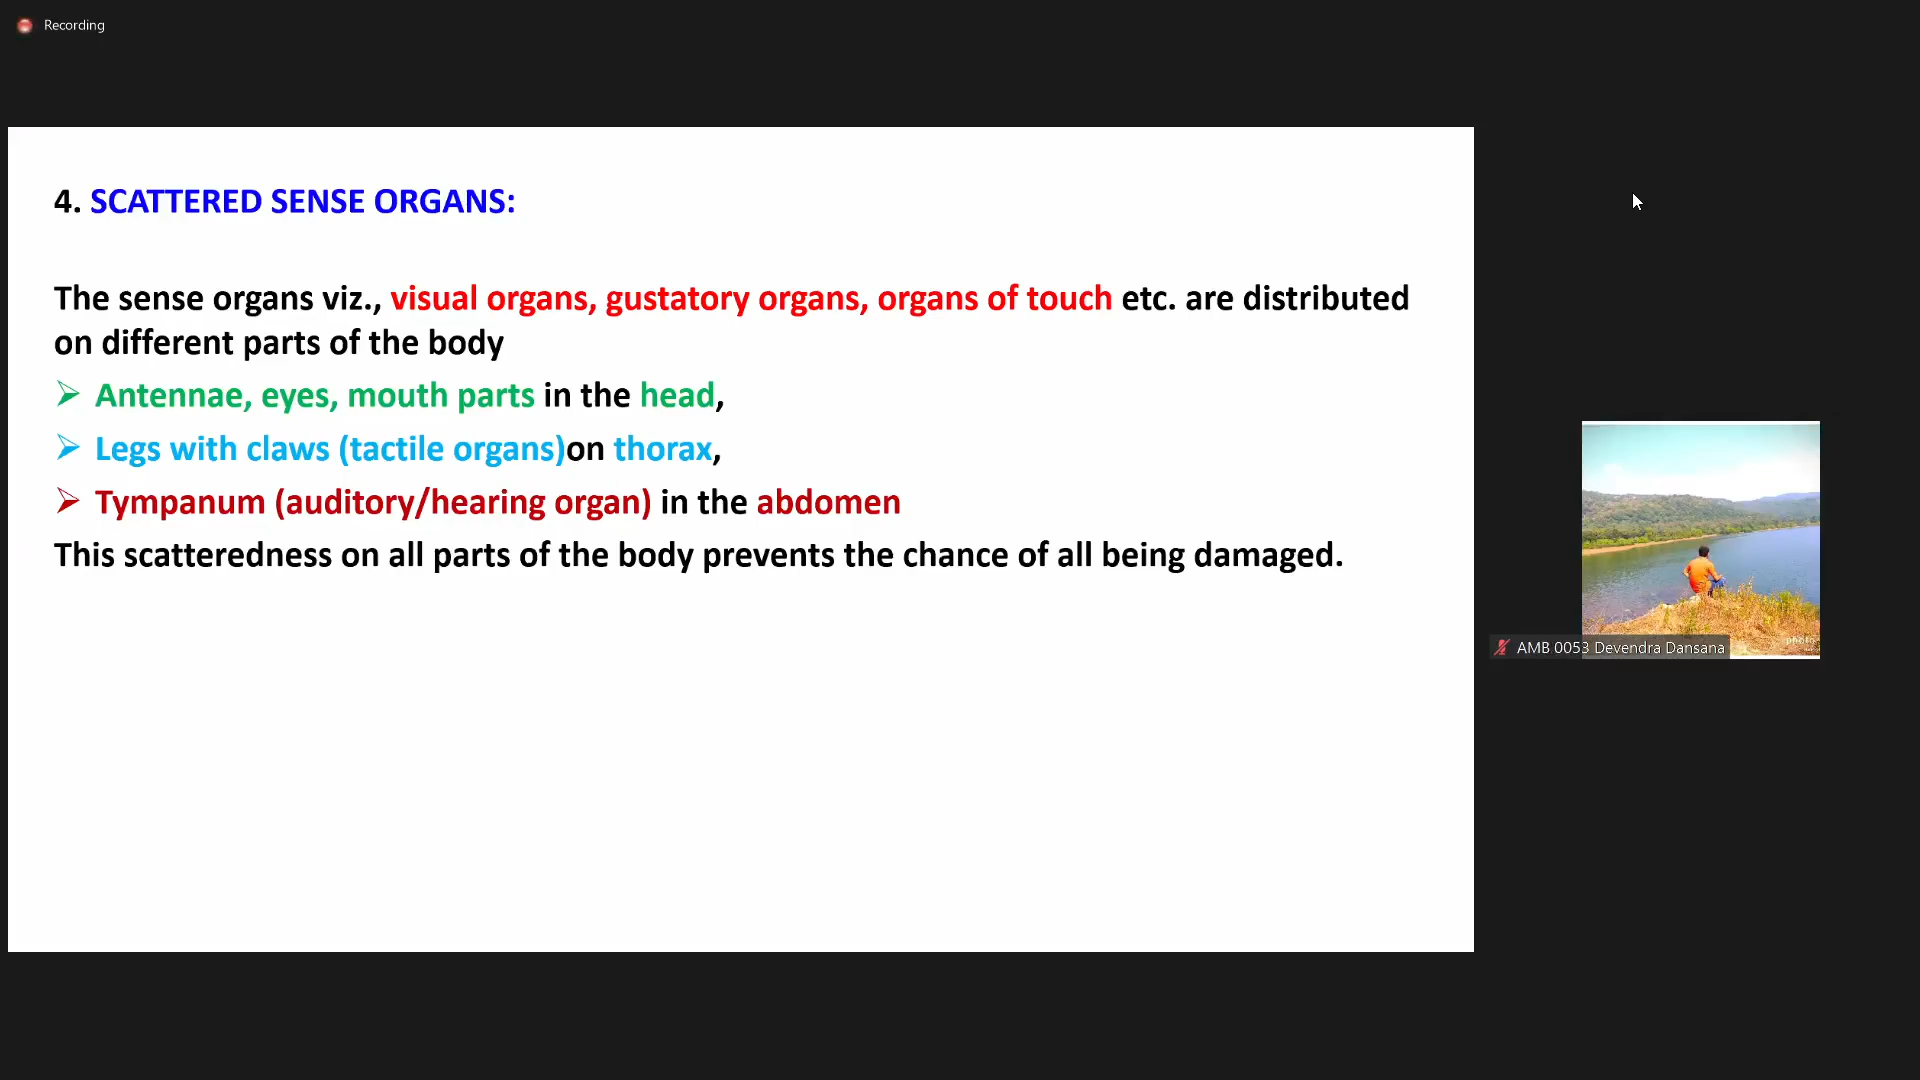 Recording
4. SCATTERED SENSE ORGANS:
The sense organs viz., visual organs, gustatory organs, organs of touch etc. are distributed
on different parts of the body
➢ Antennae, eyes, mouth parts in the head,
➢ Legs with claws (tactile organs)on thorax,
➢ Tympanum (auditory/hearing organ) in the abdomen
This scatteredness on all parts of the body prevents the chance of all being damaged.
photo
AMB 0053 Devendra Dansana